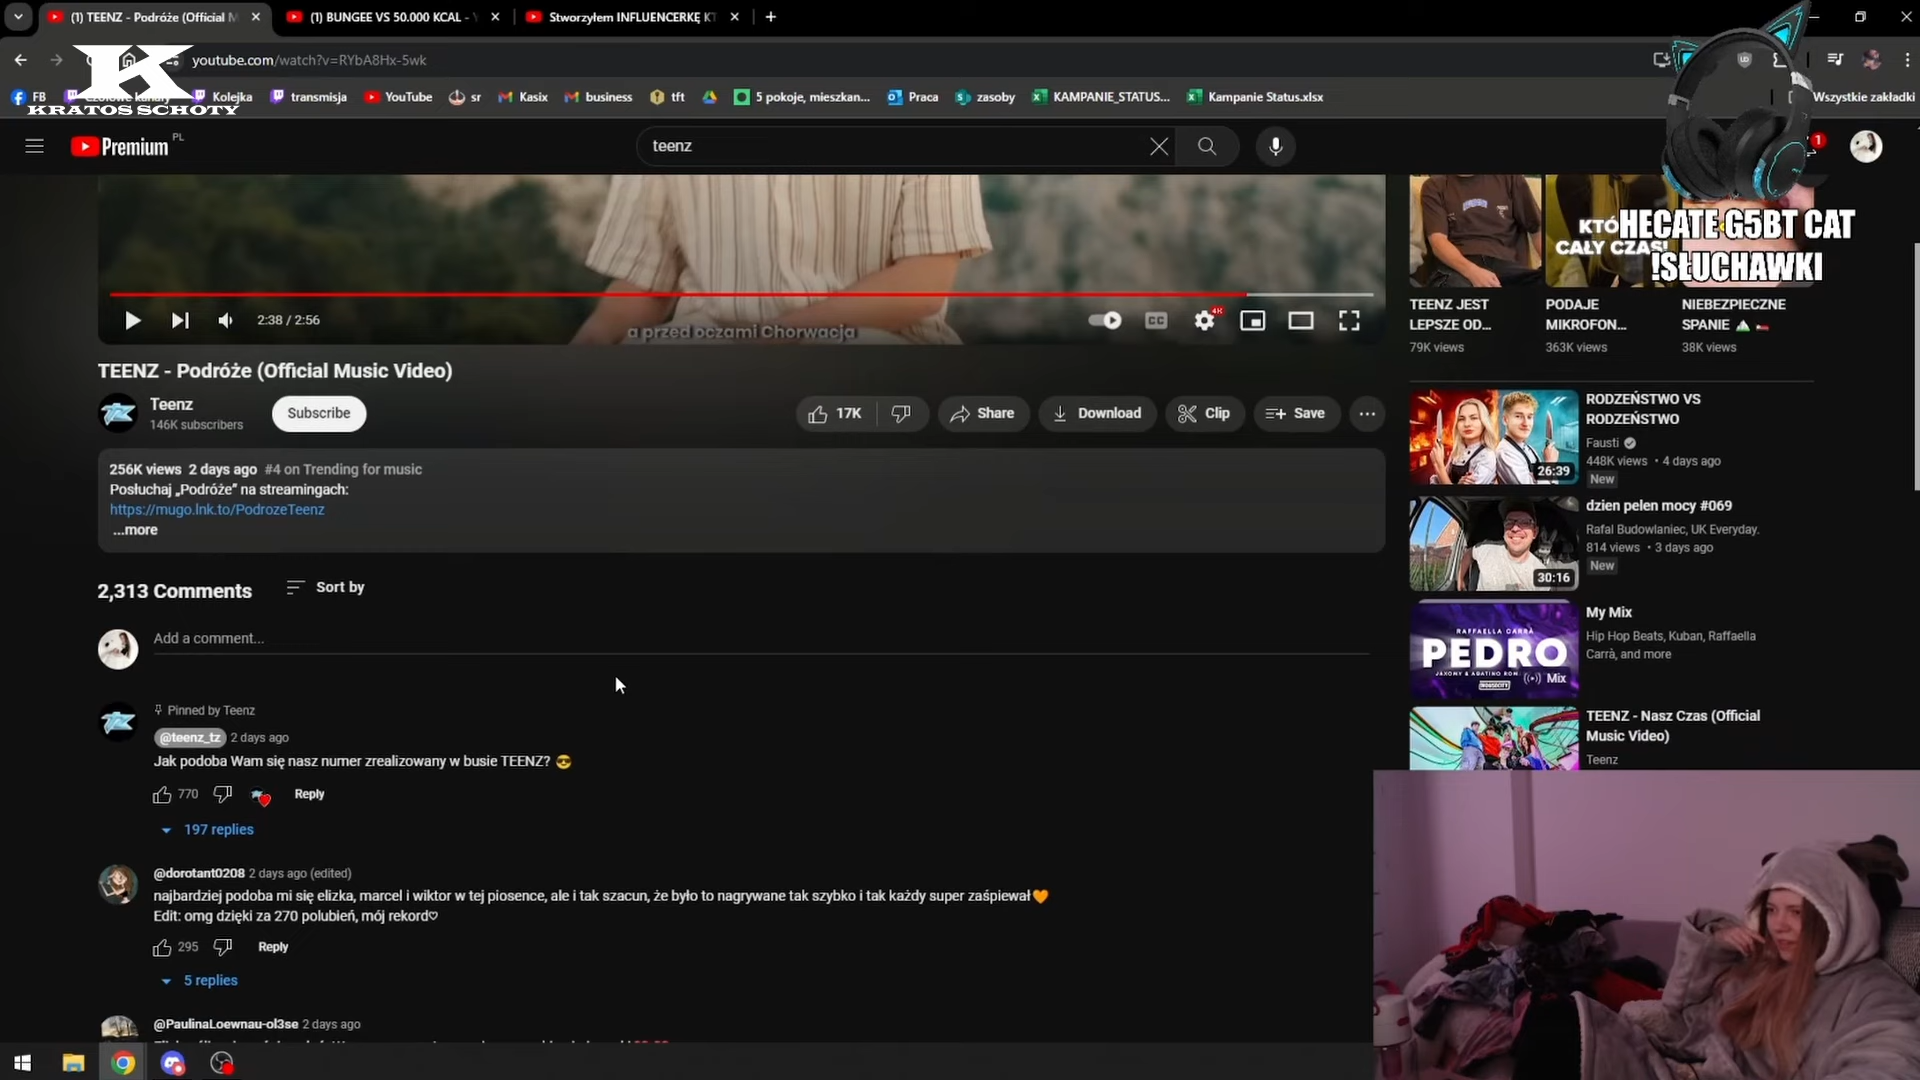 (1) TEENZ - Podróże (Official M
(1) BUNGEE VS 50.000 KCAL - Y
Stworzyłem INFLUENCERKĘ KT
youtube.com/watch?v=RYbA8Hx-5wk
K
KRATOS SCHOTY
FB
Kolejka
transmisja
YouTube
sr
Kasix
business
tft
5 pokoje, mieszkan...
Praca
zasoby
KAMPANIE_STATUS...
Kampanie Status.xlsx
Wszystkie zakładki
Premium
PL
teenz
1
HECATE G5BT CAT
!SŁUCHAWKI
CAŁY CZAS!
a przed oczami Chorwacja
2:38 / 2:56
CC
4K
TEENZ JEST
LEPSZE OD...
79K views
PODAJE
MIKROFON...
363K views
NIEBEZPIECZNE
SPANIE
38K views
TEENZ - Podróże (Official Music Video)
Teenz
146K subscribers
Subscribe
17K
Share
Download
Clip
Save
256K views 2 days ago #4 on Trending for music
Posłuchaj „Podróże” na streamingach:
https://mugo.lnk.to/PodrozeTeenz
...more
2,313 Comments
Sort by
Add a comment...
Pinned by Teenz
@teenz_tz 2 days ago
Jak podoba Wam się nasz numer zrealizowany w busie TEENZ? 😎
770
Reply
197 replies
@dorotant0208 2 days ago (edited)
najbardziej podoba mi się elizka, marcel i wiktor w tej piosence, ale i tak szacun, że było to nagrywane tak szybko i tak każdy super zaśpiewał🧡
Edit: omg dzięki za 270 polubień, mój rekord♡
295
Reply
5 replies
@PaulinaLoewnau-ol3se 2 days ago
26:39
RODZEŃSTWO VS
RODZEŃSTWO
Fausti
448K views • 4 days ago
New
30:16
dzien pelen mocy #069
Rafal Budowlaniec, UK Everyday.
814 views • 3 days ago
New
RAFFAELLA CARRÀ
PEDRO
Mix
My Mix
Hip Hop Beats, Kuban, Raffaella
Carrà, and more
TEENZ - Nasz Czas (Official
Music Video)
Teenz